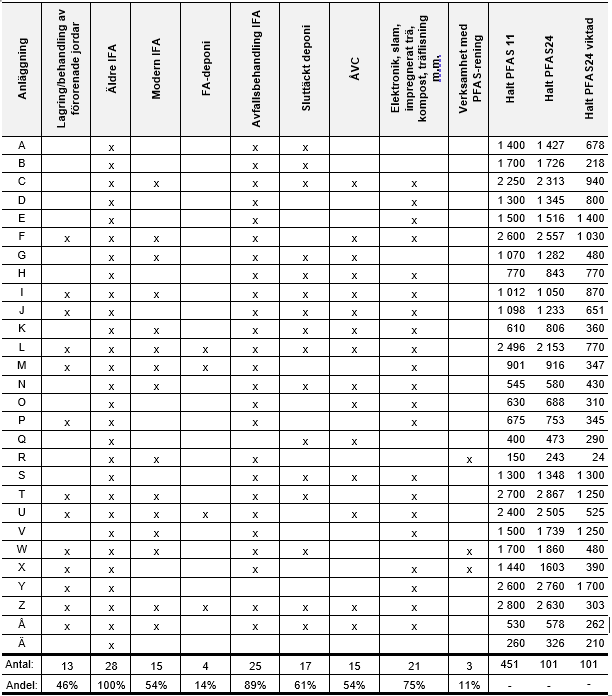 Anläggning
Lagring/behandling av
förorenade jordar
Äldre IFA
Modern IFA
FA-deponi
Avfallsbehandling IFA
Sluttäckt deponi
ÅVC
Elektronik, slam,
impregnerat trä,
kompost, träflisning
m.m.
Verksamhet med
PFAS-rening
Halt PFAS 11
Halt PFAS24
Halt PFAS24 viktad
A x x x 1 400 1 427 678
B x x x 1 700 1 726 218
C x x x x x x 2 250 2 313 940
D x x x 1 300 1 345 800
E x x x 1 500 1 516 1 400
F x x x x x x 2 600 2 557 1 030
G x x x x x 1 070 1 282 480
H x x x x x 770 843 770
I x x x x x x x 1 012 1 050 870
J x x x x x x 1 098 1 233 651
K x x x x x x 610 806 360
L x x x x x x x x 2 496 2 153 770
M x x x x x x 901 916 347
N x x x x x x 545 580 430
O x x x x 630 688 310
P x x x x 675 753 345
Q x x x 400 473 290
R x x x x 150 243 24
S x x x x x 1 300 1 348 1 300
T x x x x x x 2 700 2 867 1 250
U x x x x x x x 2 400 2 505 525
V x x x x 1 500 1 739 1 250
W x x x x x x 1 700 1 860 480
X x x x x x x 1 440 1603 390
Y x x x 2 600 2 760 1 700
Z x x x x x x x x 2 800 2 630 303
Å x x x x x x x 530 578 262
Ä x 260 326 210
Antal: 13 28 15 4 25 17 15 21 3 451 101 101
Andel: 46% 100% 54% 14% 89% 61% 54% 75% 11% - - -